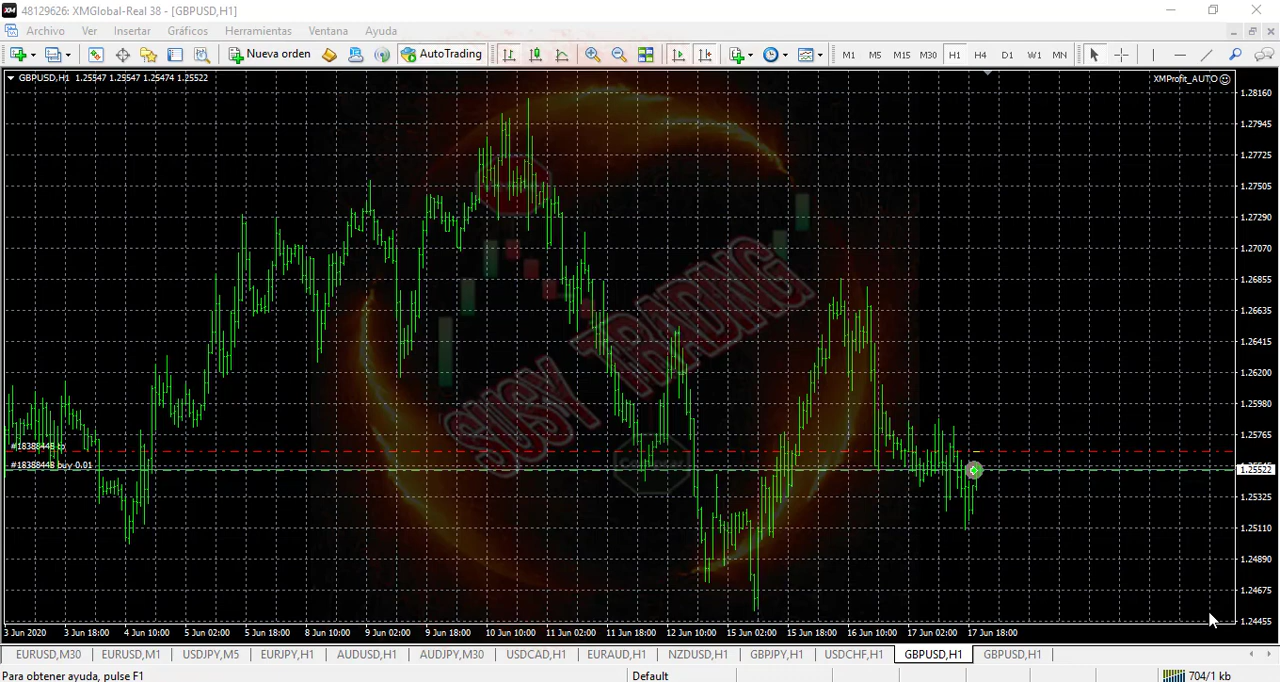 48129626: XMGlobal-Real 38 - [GBPUSD,H1]
Archivo Ver Insertar Gráficos Herramientas Ventana Ayuda
Nueva orden AutoTrading M1 M5 M15 M30 H1 H4 D1 W1 MN
GBPUSD,H1 1.25547 1.25547 1.25474 1.25522
XMProfit_AUTO
1.28160
1.27945
1.27725
1.27505
1.27290
1.27070
1.26855
1.26635
1.26415
1.26200
1.25980
1.25765
#18388448 tp
#18388448 buy 0.01
1.25522
1.25325
1.25110
1.24890
1.24675
1.24455
SUSY TRADING
3 Jun 2020 3 Jun 18:00 4 Jun 10:00 5 Jun 02:00 5 Jun 18:00 8 Jun 10:00 9 Jun 02:00 9 Jun 18:00 10 Jun 10:00 11 Jun 02:00 11 Jun 18:00 12 Jun 10:00 15 Jun 02:00 15 Jun 18:00 16 Jun 10:00 17 Jun 02:00 17 Jun 18:00
EURUSD,M30 EURUSD,M1 USDJPY,M5 EURJPY,H1 AUDUSD,H1 AUDJPY,M30 USDCAD,H1 EURAUD,H1 NZDUSD,H1 GBPJPY,H1 USDCHF,H1 GBPUSD,H1 GBPUSD,H1
Para obtener ayuda, pulse F1 Default 704/1 kb